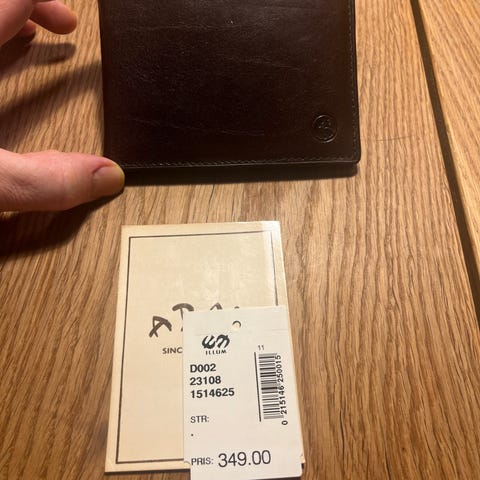 SINC
ILLUM
11
D002
23108
1514625
STR:
0 215146 250015
PRIS: 349.00